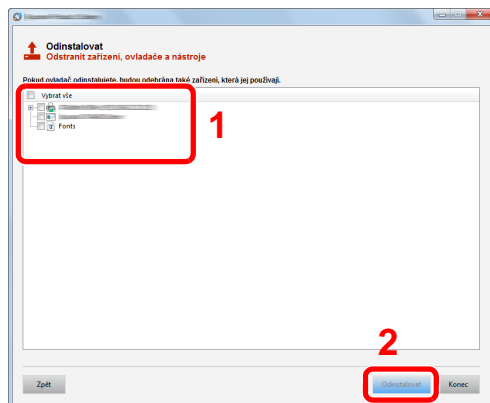 Odinstalovat
Odstranit zařízení, ovladače a nástroje
Pokud ovladač odinstalujete, budou odebrána také zařízení, která jej používají.
Vybrat vše
Fonts
1
2
Zpět
Odinstalovat
Konec